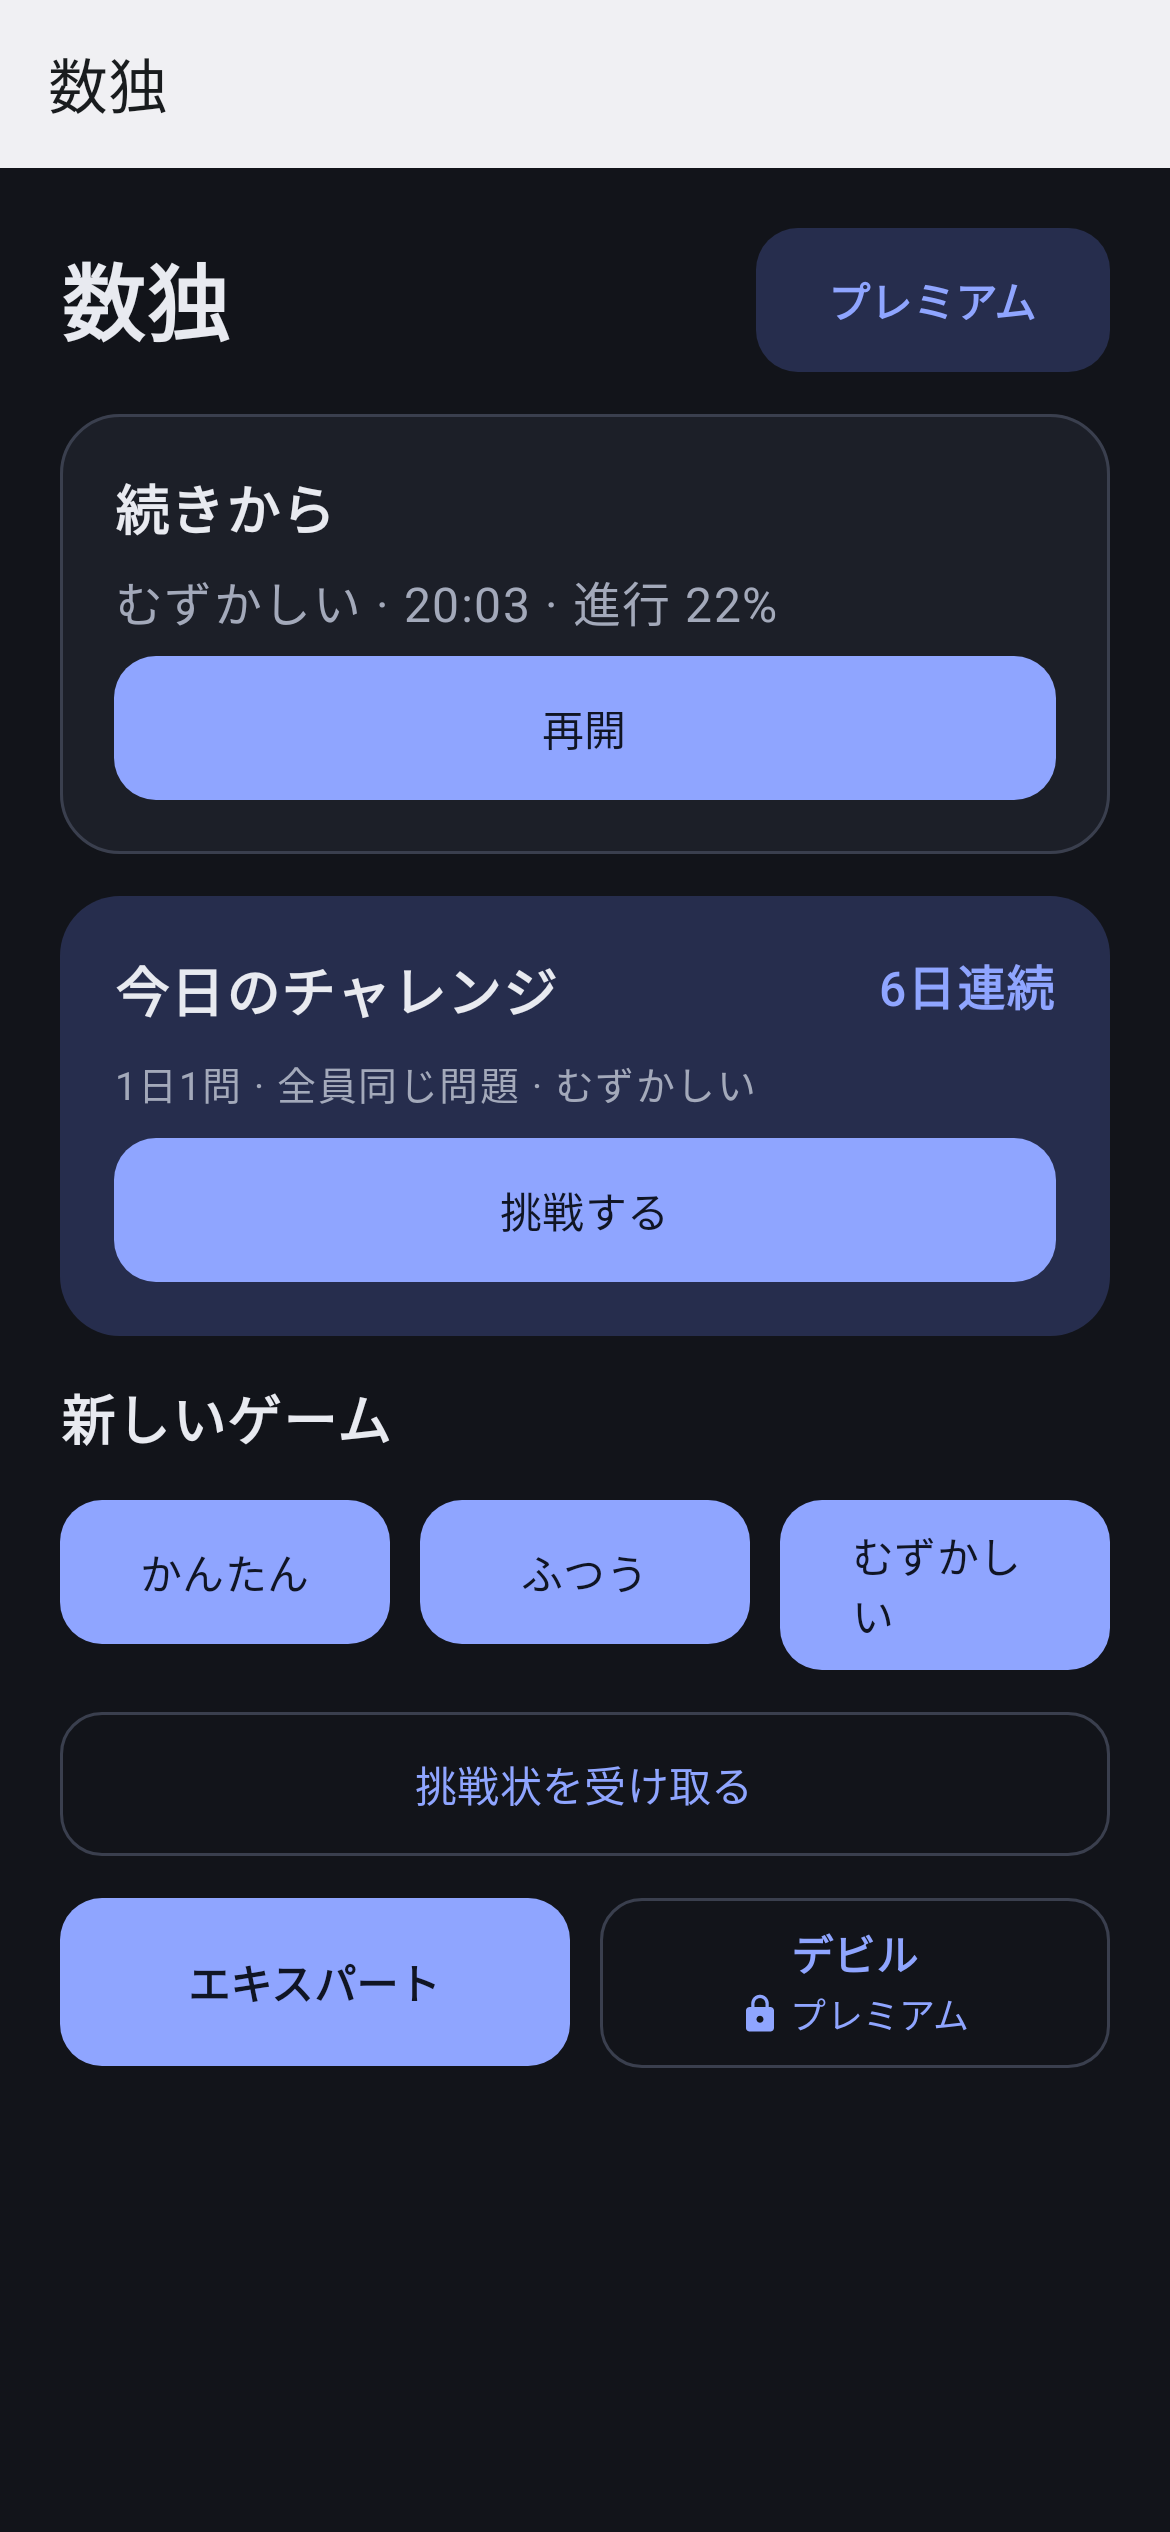 数独
数独
プレミアム
続きから
むずかしい · 20:03 · 進行 22%
再開
今日のチャレンジ
6日連続
1日1問 · 全員同じ問題 · むずかしい
挑戦する
新しいゲーム
かんたん
ふつう
むずかし
い
挑戦状を受け取る
エキスパート
デビル
プレミアム